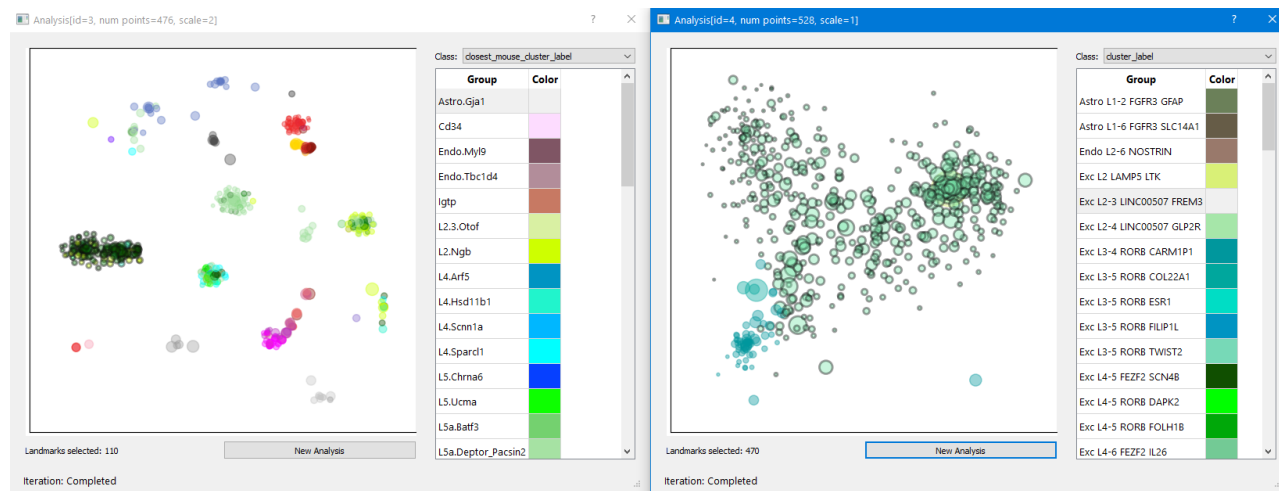 Analysis[id=3, num points=476, scale=2]
?
Class: closest_mouse_cluster_label
Group Color
Astro.Gja1
Cd34
Endo.Myl9
Endo.Tbc1d4
Igtp
L2.3.Otof
L2.Ngb
L4.Arf5
L4.Hsd11b1
L4.Scnn1a
L4.Sparcl1
L5.Chrna6
L5.Ucma
L5a.Batf3
L5a.Deptor_Pacsin2
Landmarks selected: 110
New Analysis
Iteration: Completed
Analysis[id=4, num points=528, scale=1]
?
Class: cluster_label
Group Color
Astro L1-2 FGFR3 GFAP
Astro L1-6 FGFR3 SLC14A1
Endo L2-6 NOSTRIN
Exc L2 LAMP5 LTK
Exc L2-3 LINC00507 FREM3
Exc L2-4 LINC00507 GLP2R
Exc L3-4 RORB CARM1P1
Exc L3-5 RORB COL22A1
Exc L3-5 RORB ESR1
Exc L3-5 RORB FILIP1L
Exc L3-5 RORB TWIST2
Exc L4-5 FEZF2 SCN4B
Exc L4-5 RORB DAPK2
Exc L4-5 RORB FOLH1B
Exc L4-6 FEZF2 IL26
Landmarks selected: 470
New Analysis
Iteration: Completed